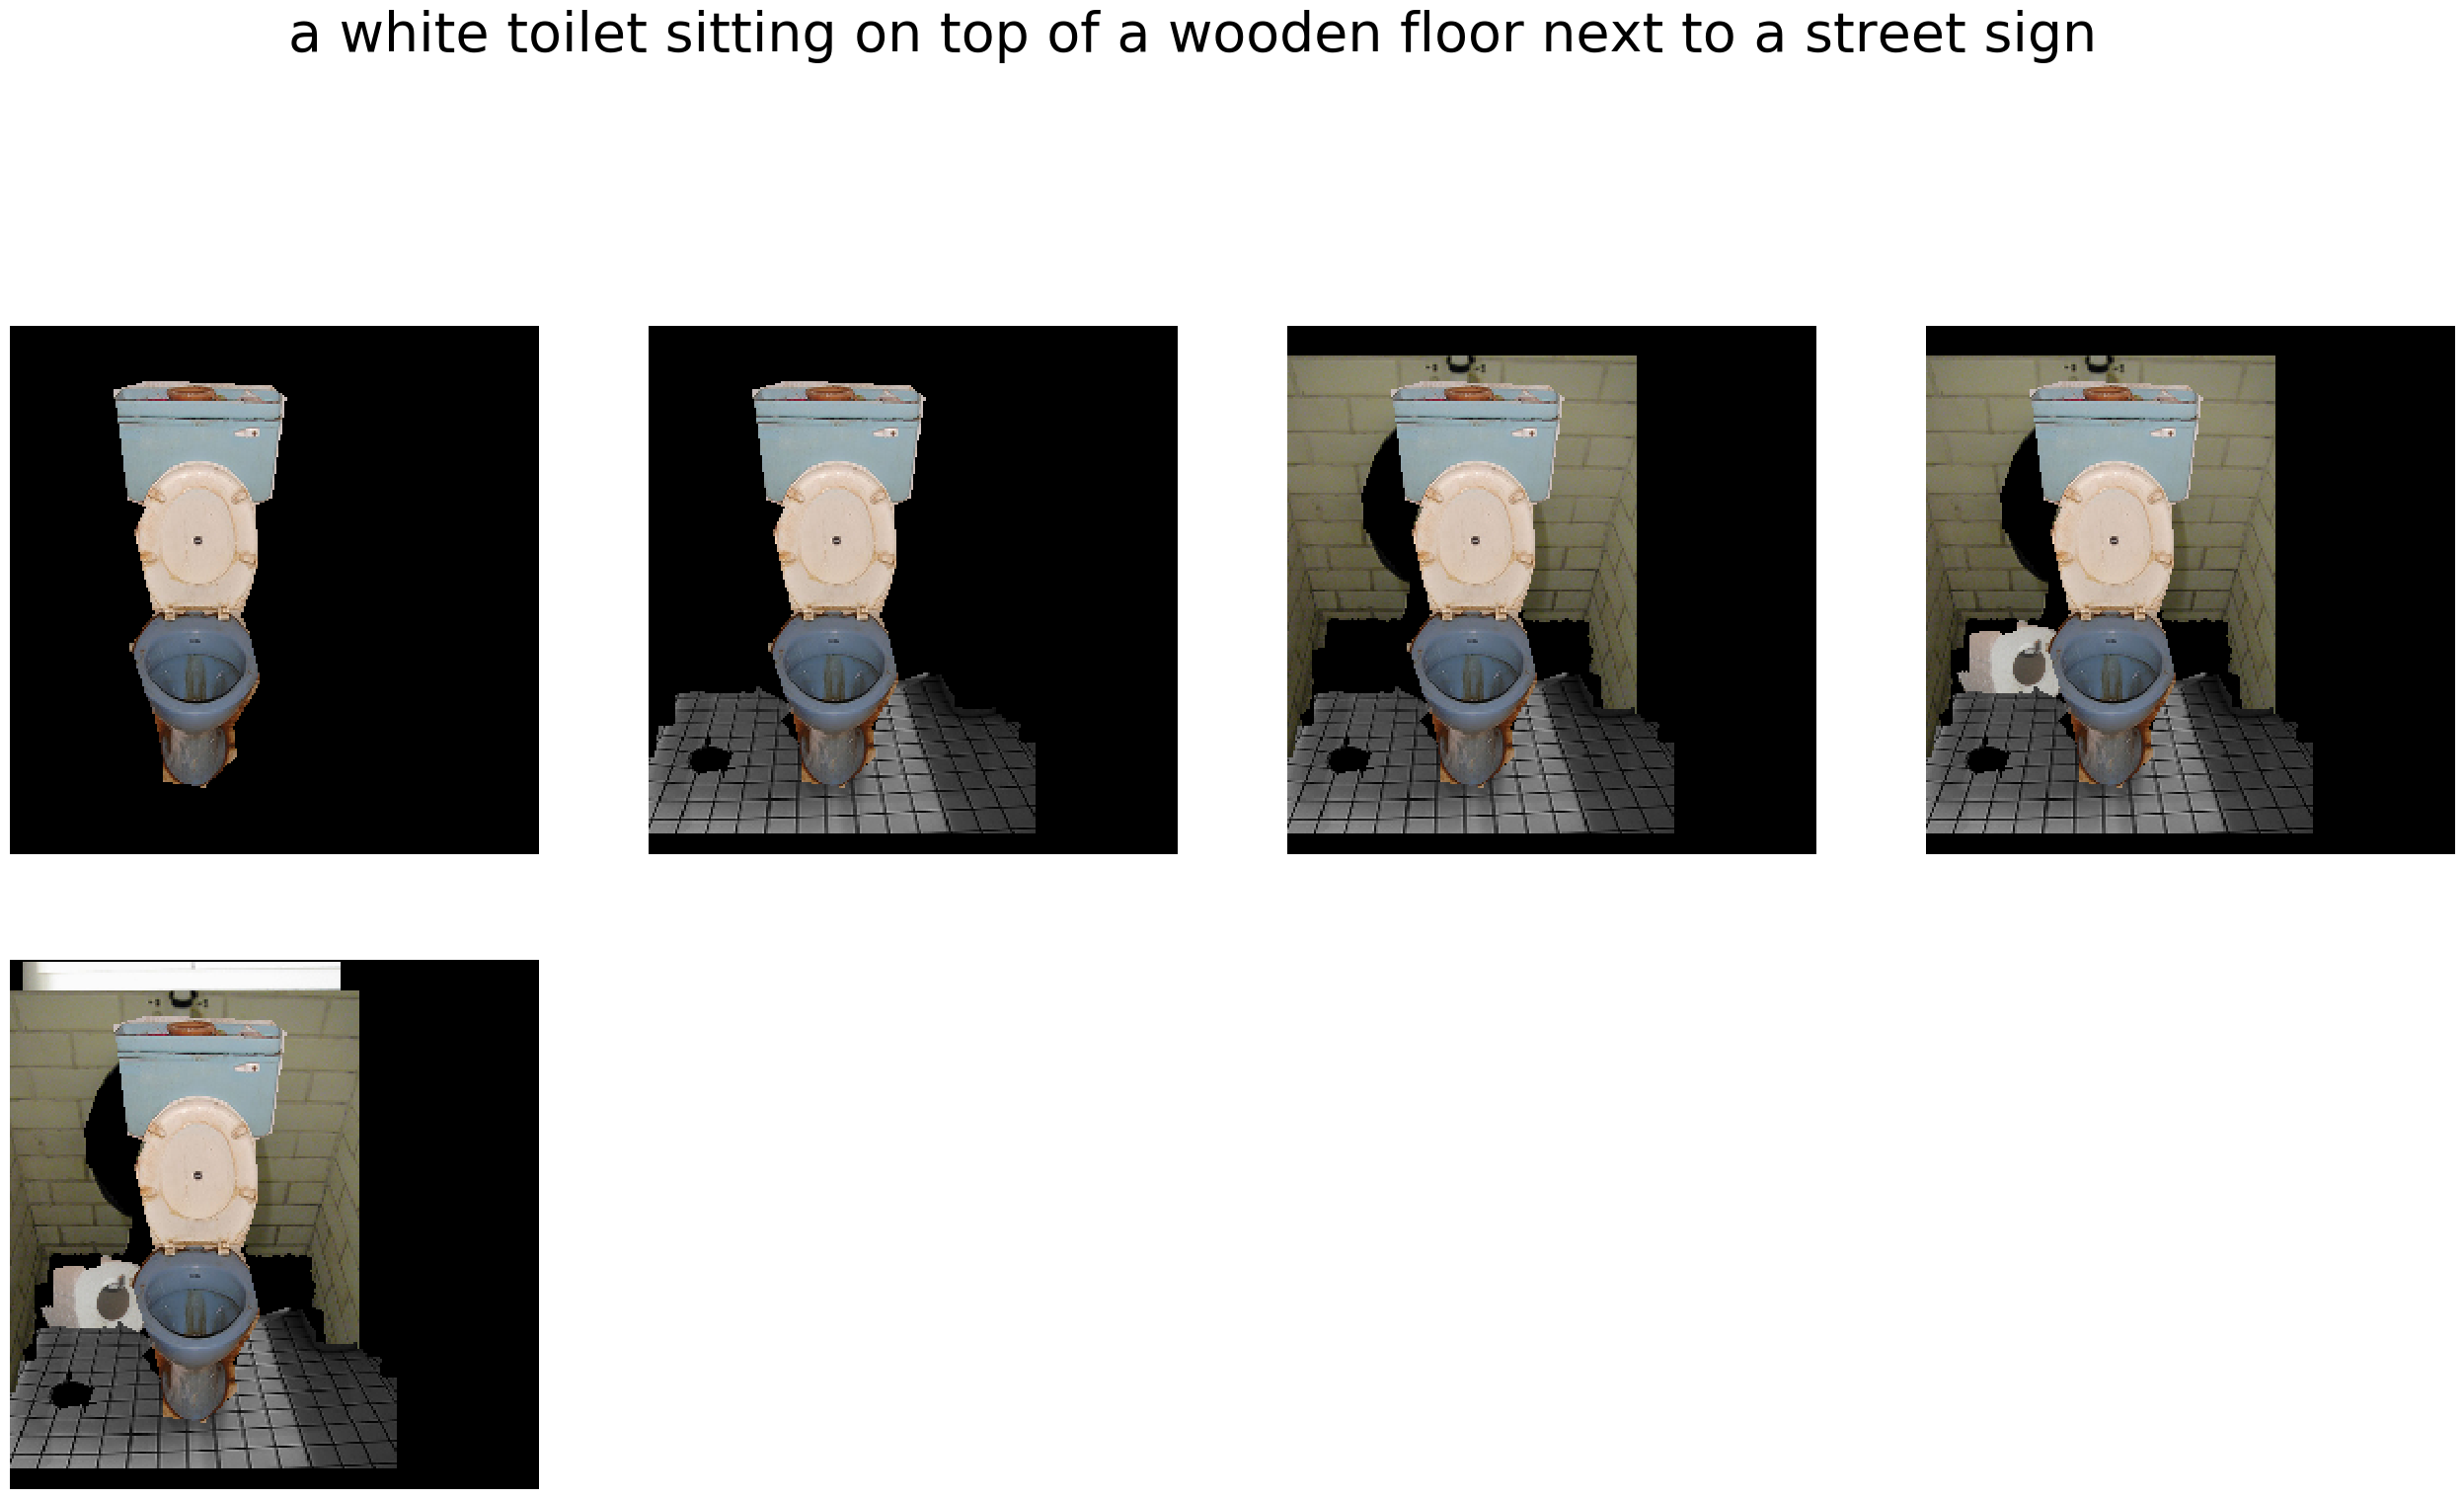 a white toilet sitting on top of a wooden floor next to a street sign